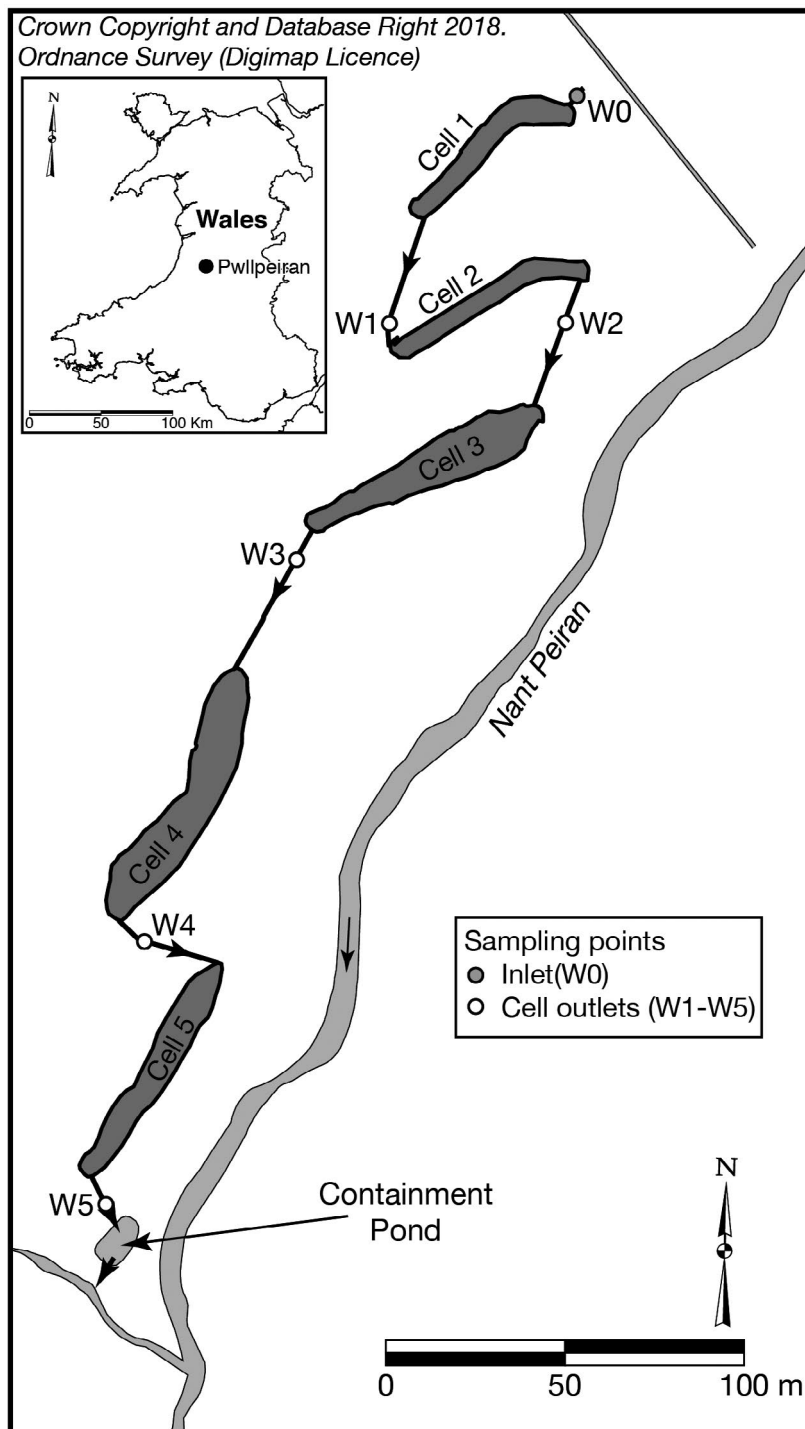 Crown Copyright and Database Right 2018.
Ordnance Survey (Digimap Licence)
N
Wales
Pwllpeiran
0 50 100 Km
W0
Cell 1
Cell 2
W1
W2
Cell 3
W3
Nant Peiran
Cell 4
W4
Sampling points
Inlet(W0)
Cell outlets (W1-W5)
Cell 5
W5
Containment
Pond
N
0 50 100 m